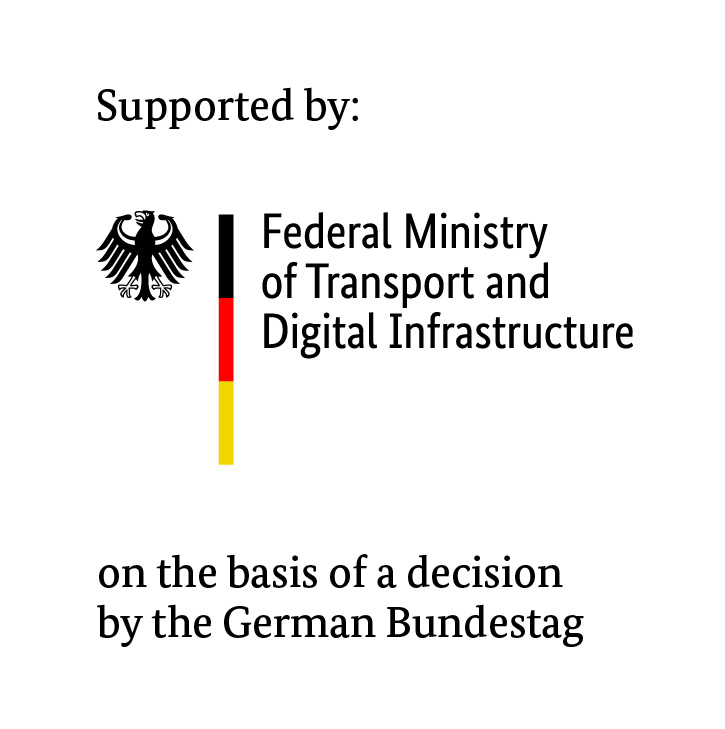 Supported by:
Federal Ministry
of Transport and
Digital Infrastructure
on the basis of a decision
by the German Bundestag